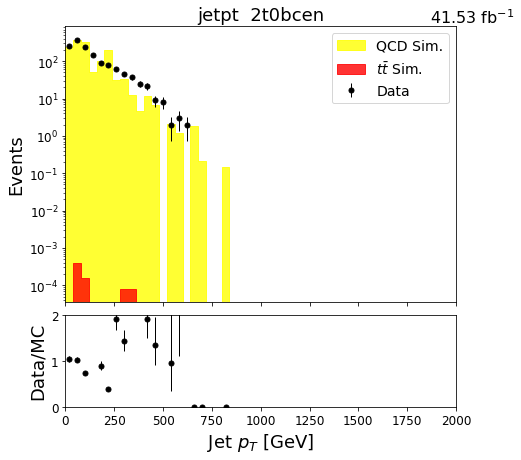 jetpt 2t0bcen
41.53 fb⁻¹
QCD Sim.
tt̄ Sim.
Data
Events
10²
10¹
10⁰
10⁻¹
10⁻²
10⁻³
10⁻⁴
Data/MC
2
1
0
0 250 500 750 1000 1250 1500 1750 2000
Jet p_T [GeV]